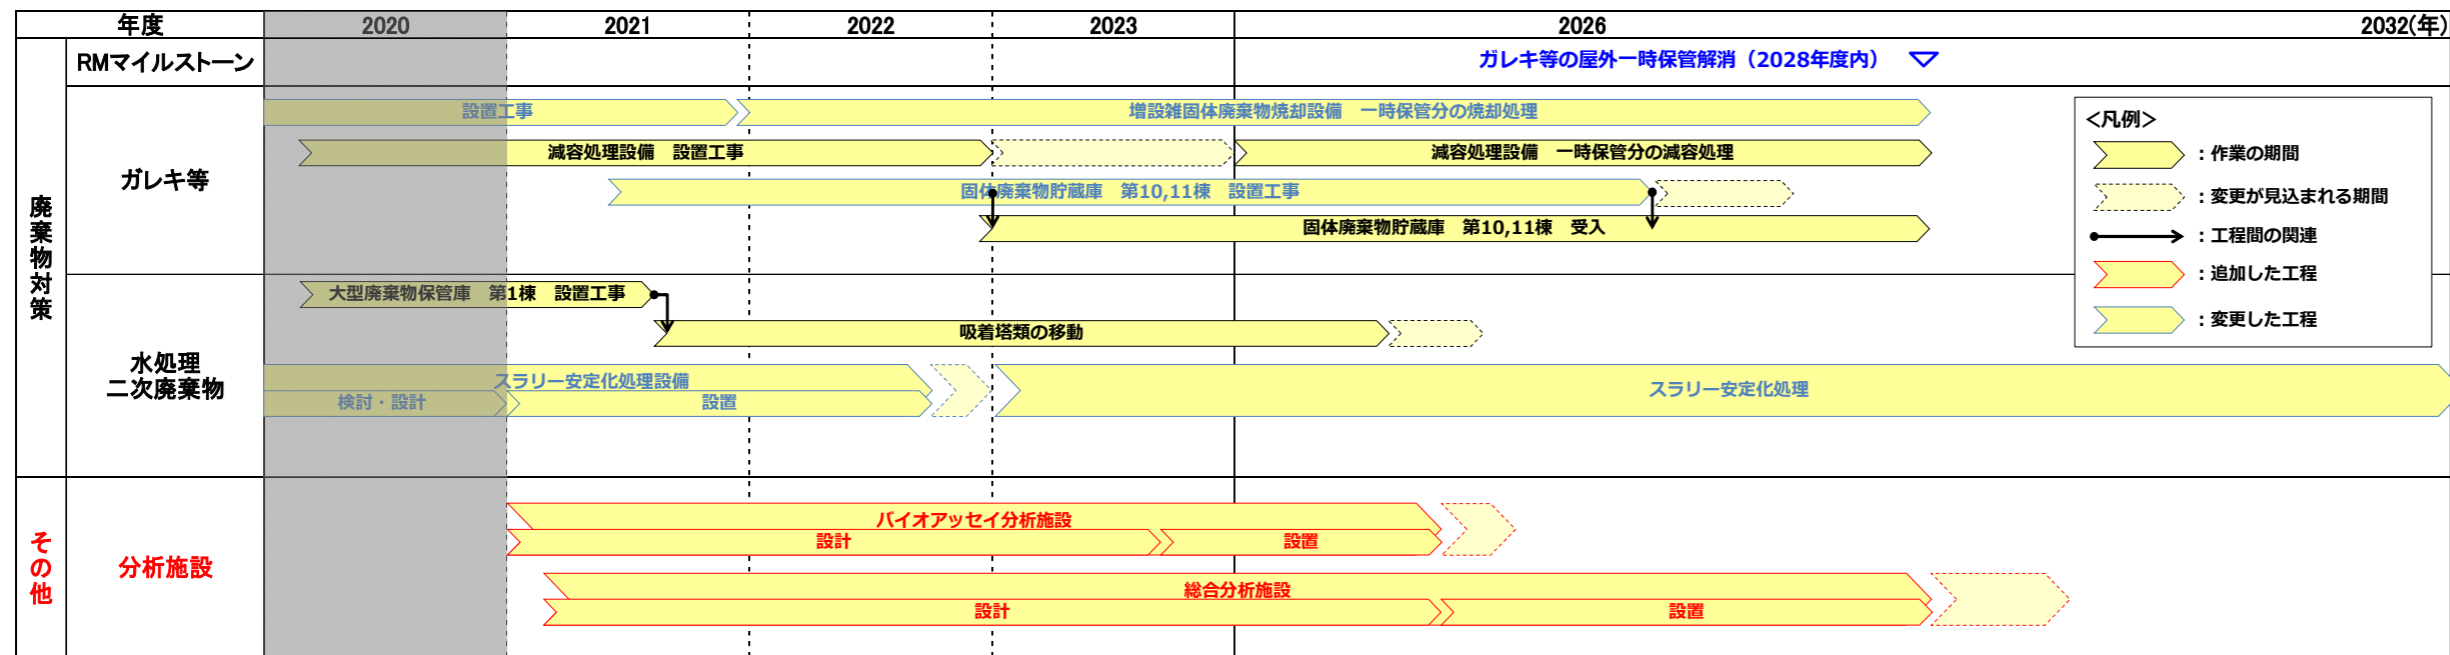 年度 2020 2021 2022 2023 2026 2032(年)
RMマイルストーン
ガレキ等の屋外一時保管解消（2028年度内）
廃棄物対策
ガレキ等
設置工事
増設雑固体廃棄物焼却設備　一時保管分の焼却処理
減容処理設備　設置工事
減容処理設備　一時保管分の減容処理
固体廃棄物貯蔵庫　第10,11棟　設置工事
固体廃棄物貯蔵庫　第10,11棟　受入
水処理
二次廃棄物
大型廃棄物保管庫　第1棟　設置工事
吸着塔類の移動
スラリー安定化処理設備
検討・設計
設置
スラリー安定化処理
その他
分析施設
バイオアッセイ分析施設
設計
設置
総合分析施設
設計
設置
＜凡例＞
：作業の期間
：変更が見込まれる期間
：工程間の関連
：追加した工程
：変更した工程